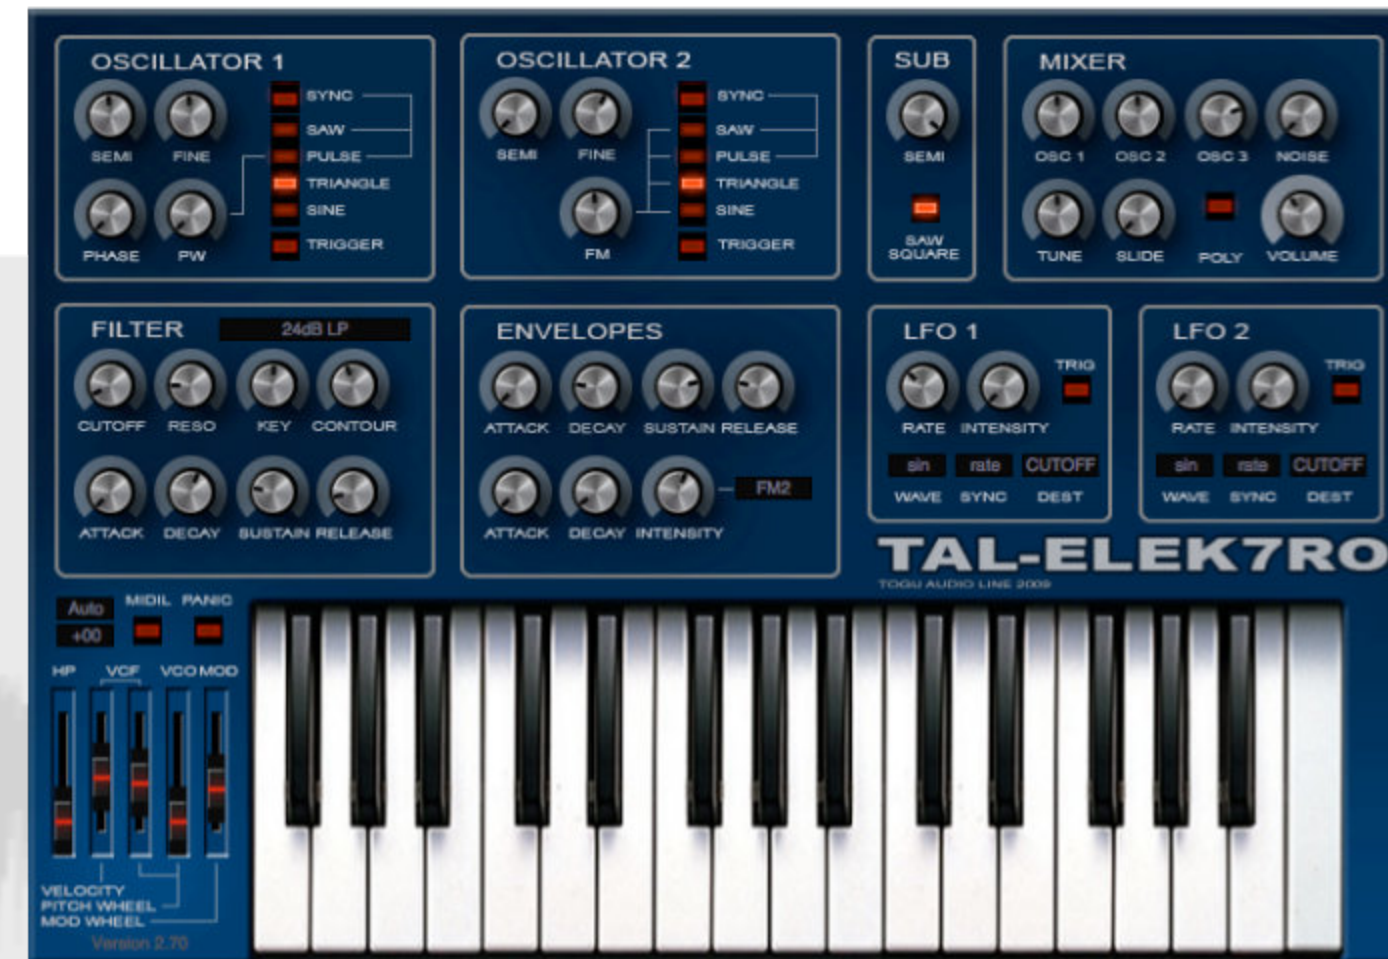 OSCILLATOR 1
SEMI FINE
PHASE PW
SYNC
SAW
PULSE
TRIANGLE
SINE
TRIGGER
OSCILLATOR 2
SEMI FINE
FM
SYNC
SAW
PULSE
TRIANGLE
SINE
TRIGGER
SUB
SEMI
SAW
SQUARE
MIXER
OSC 1 OSC 2 OSC 3 NOISE
TUNE SLIDE POLY VOLUME
FILTER 24dB LP
CUTOFF RESO KEY CONTOUR
ATTACK DECAY SUSTAIN RELEASE
ENVELOPES
ATTACK DECAY SUSTAIN RELEASE
FM2
ATTACK DECAY INTENSITY
LFO 1
TRIG
RATE INTENSITY
sin rate CUTOFF
WAVE SYNC DEST
LFO 2
TRIG
RATE INTENSITY
sin rate CUTOFF
WAVE SYNC DEST
TAL-ELEK7RO
TOGU AUDIO LINE 2009
Auto MIDIL PANIC
+00
HP VCF VCO MOD
VELOCITY
PITCH WHEEL
MOD WHEEL
Version 2.70